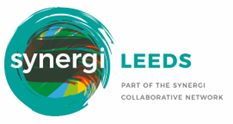 synergi LEEDS
PART OF THE SYNERGI
COLLABORATIVE NETWORK